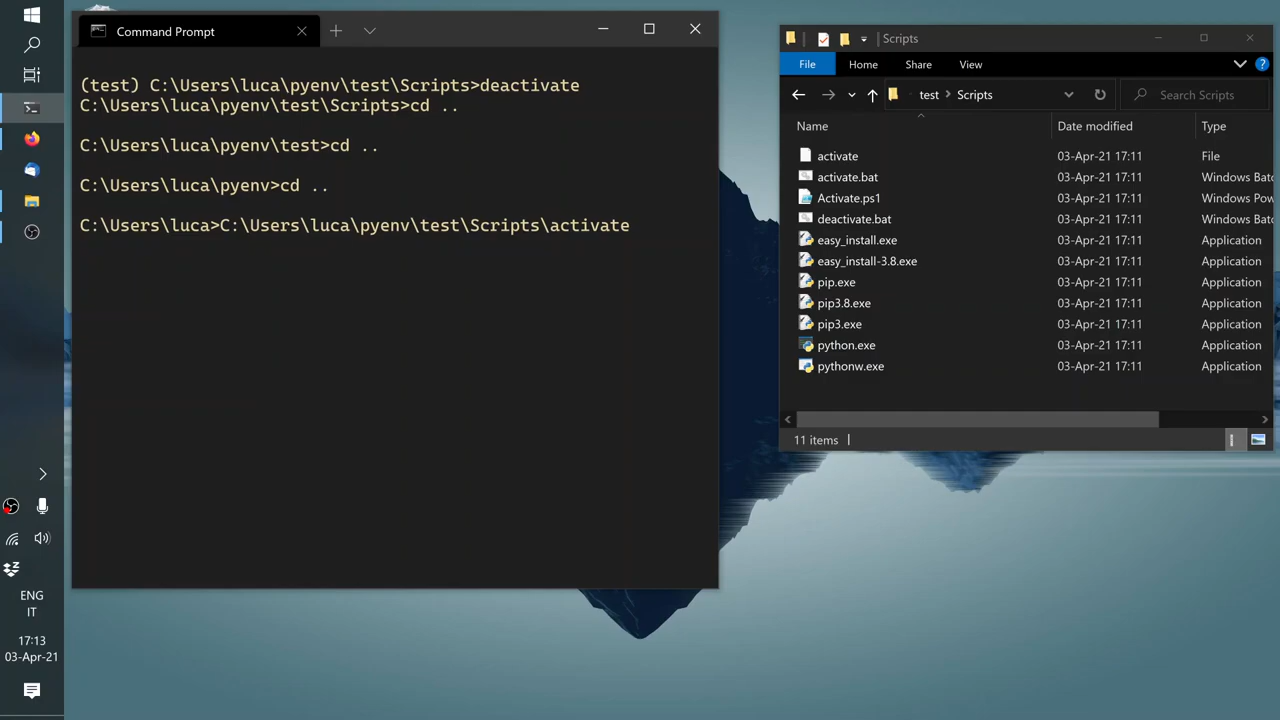 Command Prompt
(test) C:\Users\luca\pyenv\test\Scripts>deactivate
C:\Users\luca\pyenv\test\Scripts>cd ..
C:\Users\luca\pyenv\test>cd ..
C:\Users\luca\pyenv>cd ..
C:\Users\luca>C:\Users\luca\pyenv\test\Scripts\activate
Scripts
File Home Share View
test Scripts Search Scripts
Name Date modified Type
activate 03-Apr-21 17:11 File
activate.bat 03-Apr-21 17:11 Windows Batc
Activate.ps1 03-Apr-21 17:11 Windows Pow
deactivate.bat 03-Apr-21 17:11 Windows Batc
easy_install.exe 03-Apr-21 17:11 Application
easy_install-3.8.exe 03-Apr-21 17:11 Application
pip.exe 03-Apr-21 17:11 Application
pip3.8.exe 03-Apr-21 17:11 Application
pip3.exe 03-Apr-21 17:11 Application
python.exe 03-Apr-21 17:11 Application
pythonw.exe 03-Apr-21 17:11 Application
11 items
ENG
IT
17:13
03-Apr-21